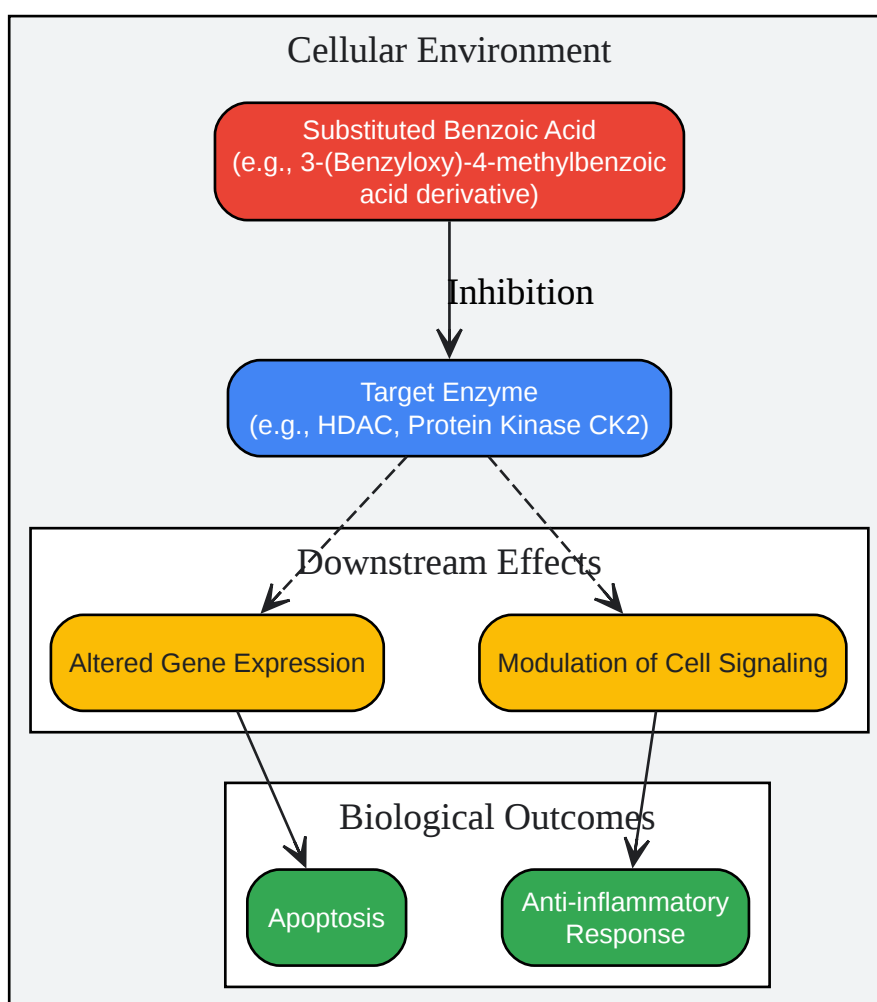 Cellular Environment
Substituted Benzoic Acid
(e.g., 3-(Benzyloxy)-4-methylbenzoic
acid derivative)
Inhibition
Target Enzyme
(e.g., HDAC, Protein Kinase CK2)
Downstream Effects
Altered Gene Expression
Modulation of Cell Signaling
Biological Outcomes
Apoptosis
Anti-inflammatory
Response